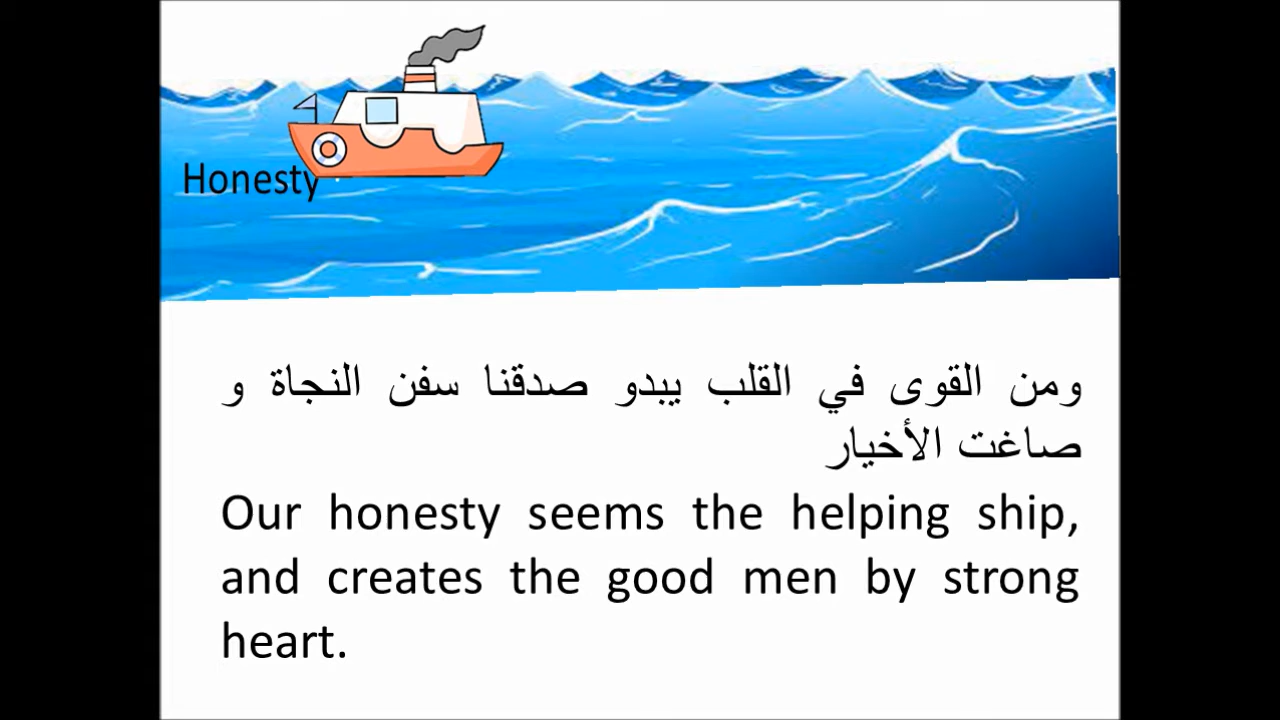 Honesty
ومن القوى في القلب يبدو صدقنا سفن النجاة و
صاغت الأخيار
Our honesty seems the helping ship,
and creates the good men by strong
heart.